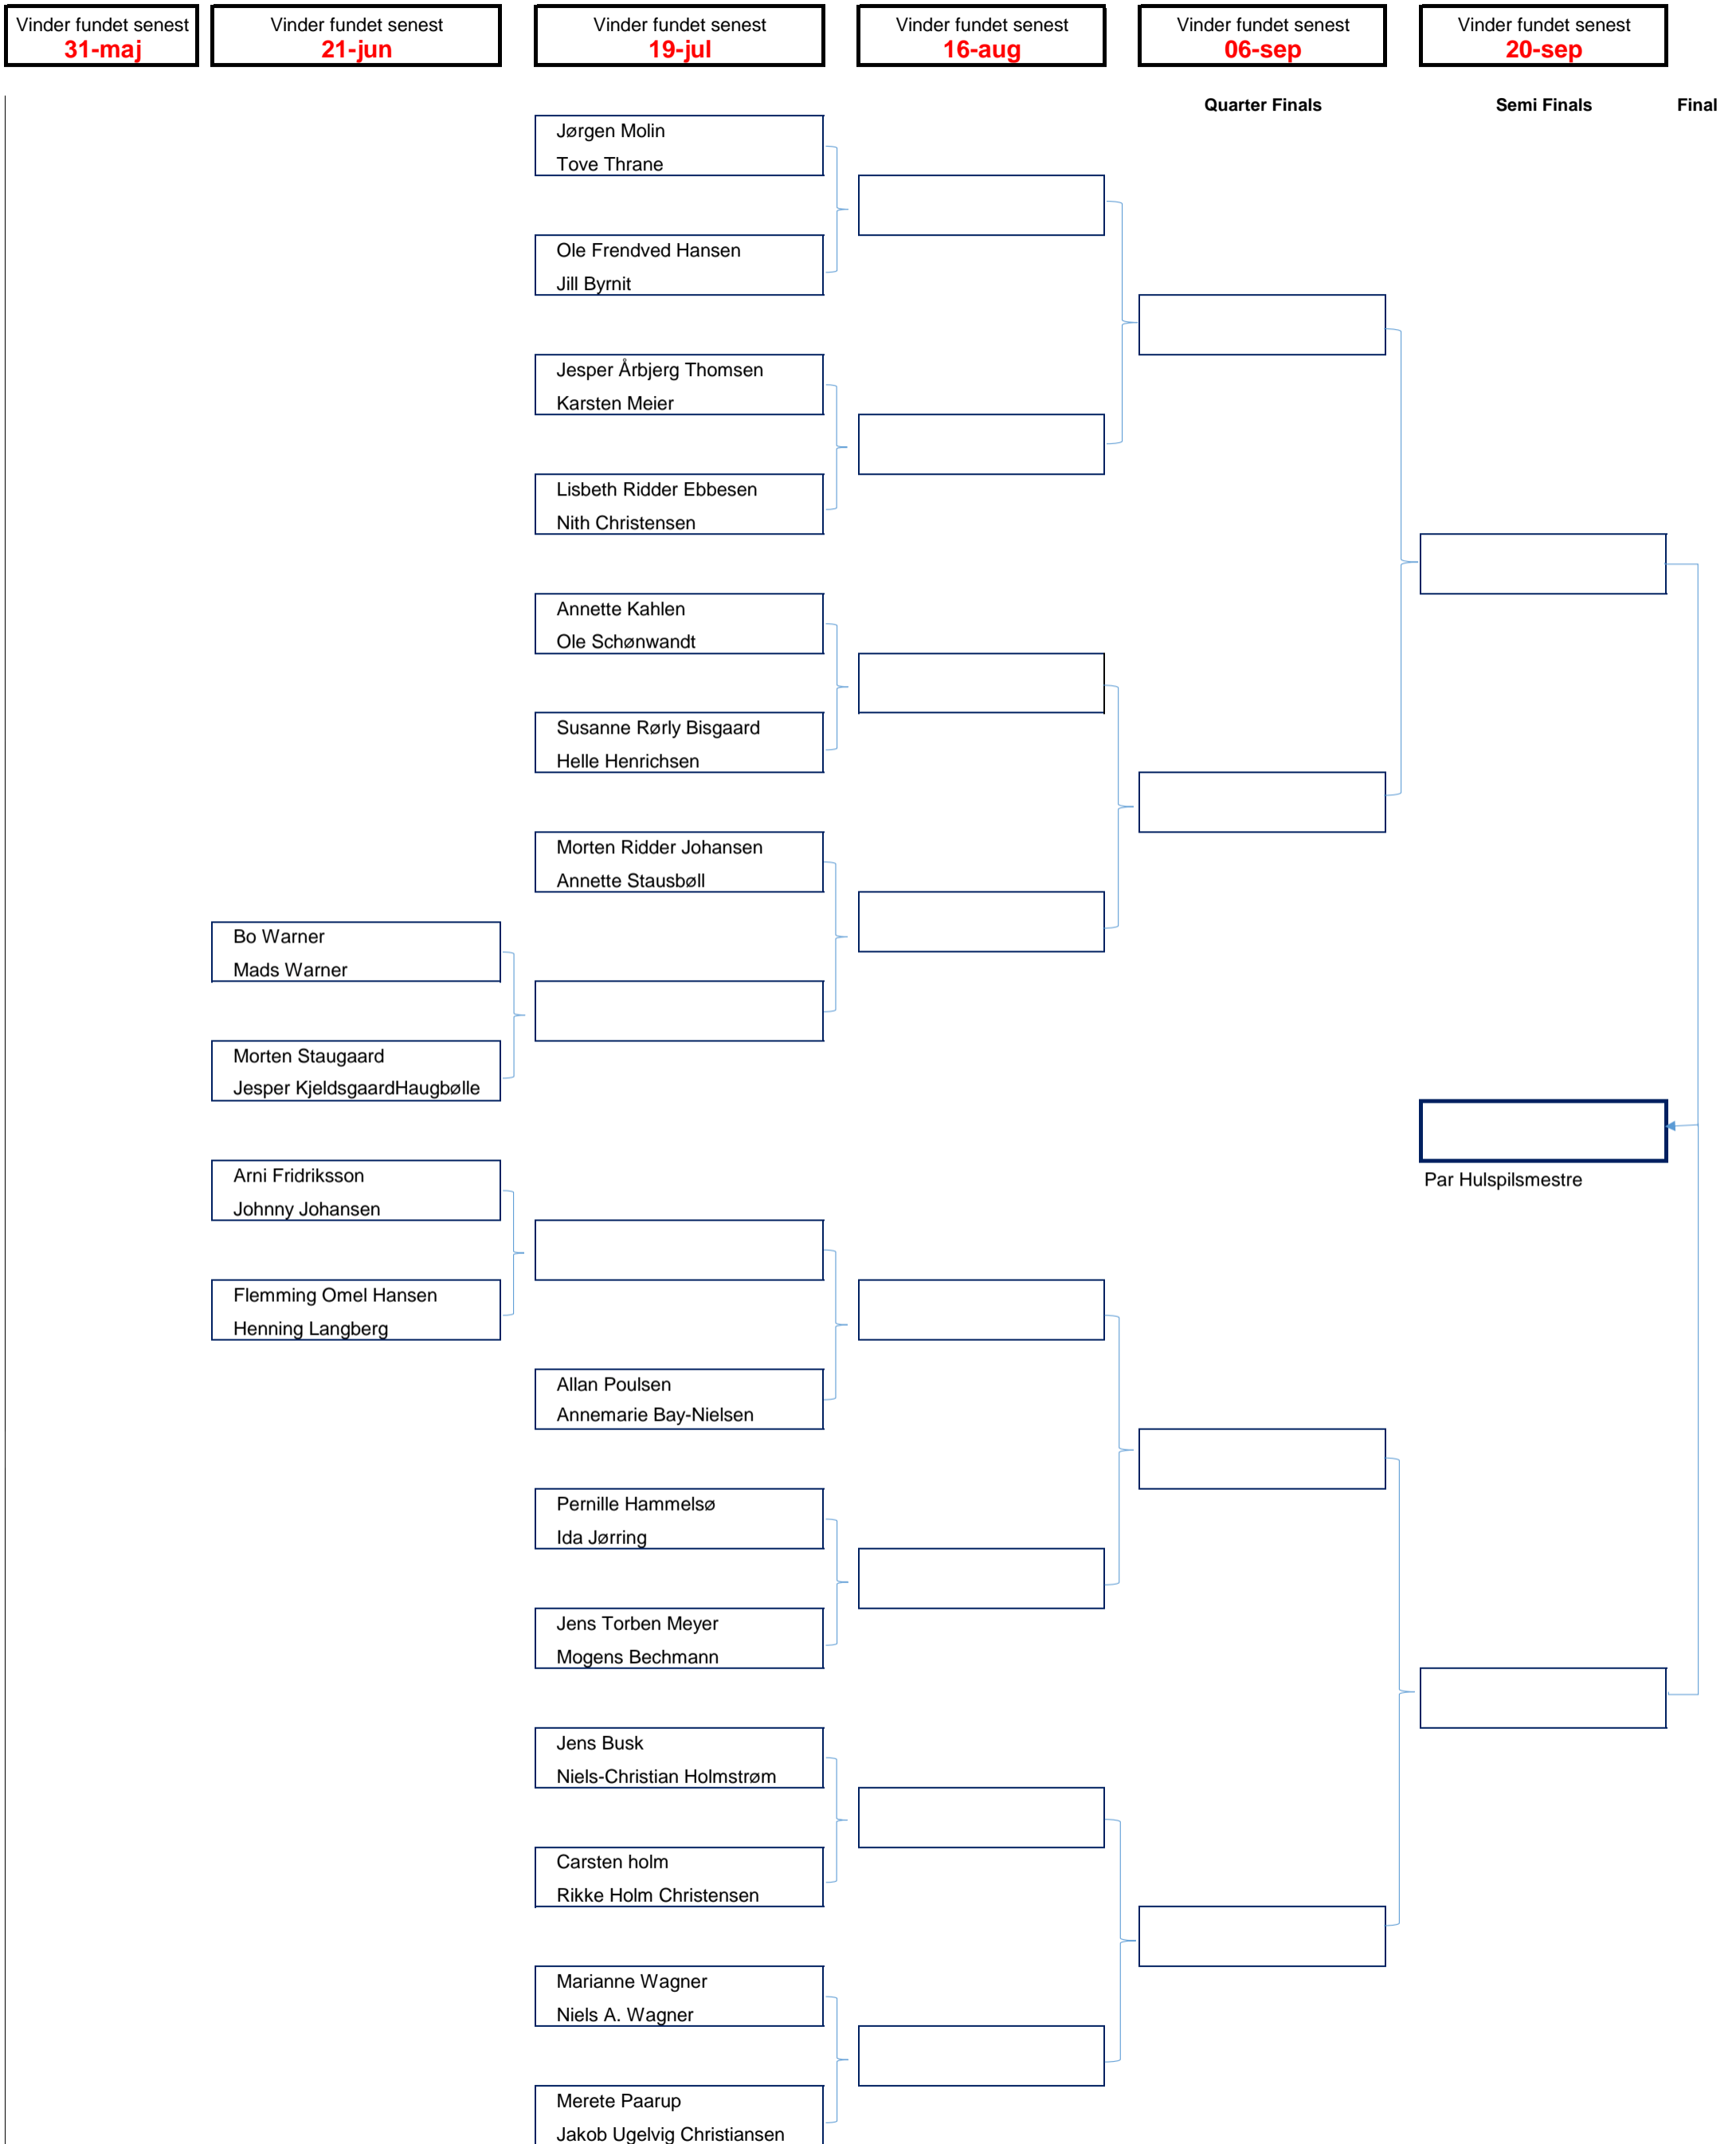 Vinder fundet senest
31-maj
Vinder fundet senest
21-jun
Vinder fundet senest
19-jul
Vinder fundet senest
16-aug
Vinder fundet senest
06-sep
Vinder fundet senest
20-sep
Quarter Finals
Semi Finals
Final
Jørgen Molin
Tove Thrane
Ole Frendved Hansen
Jill Byrnit
Jesper Årbjerg Thomsen
Karsten Meier
Lisbeth Ridder Ebbesen
Nith Christensen
Annette Kahlen
Ole Schønwandt
Susanne Rørly Bisgaard
Helle Henrichsen
Morten Ridder Johansen
Annette Stausbøll
Bo Warner
Mads Warner
Morten Staugaard
Jesper KjeldsgaardHaugbølle
Arni Fridriksson
Johnny Johansen
Par Hulspilsmestre
Flemming Omel Hansen
Henning Langberg
Allan Poulsen
Annemarie Bay-Nielsen
Pernille Hammelsø
Ida Jørring
Jens Torben Meyer
Mogens Bechmann
Jens Busk
Niels-Christian Holmstrøm
Carsten holm
Rikke Holm Christensen
Marianne Wagner
Niels A. Wagner
Merete Paarup
Jakob Ugelvig Christiansen